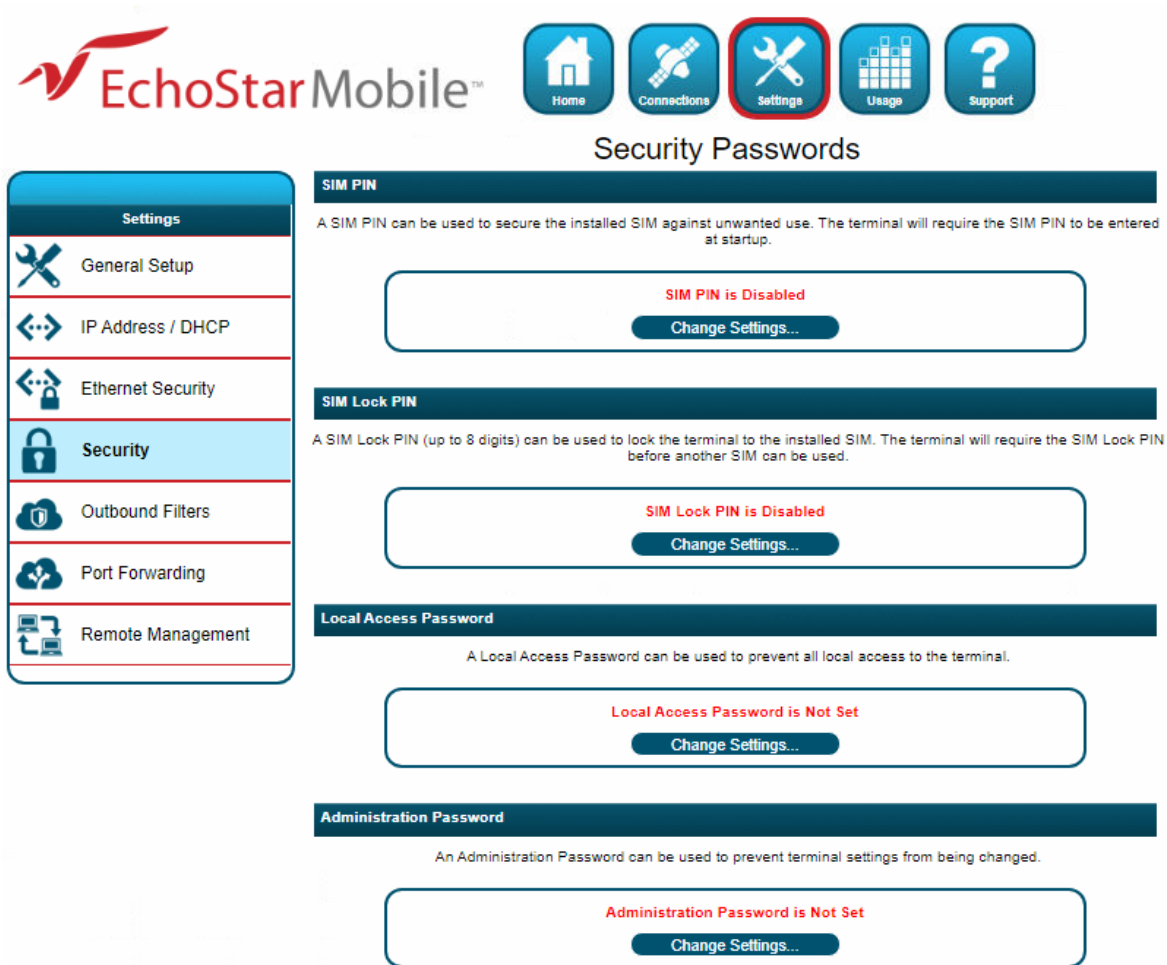 EchoStar Mobile™
Home
Connections
Settings
Usage
Support
Security Passwords
Settings
General Setup
IP Address / DHCP
Ethernet Security
Security
Outbound Filters
Port Forwarding
Remote Management
SIM PIN
A SIM PIN can be used to secure the installed SIM against unwanted use. The terminal will require the SIM PIN to be entered
at startup.
SIM PIN is Disabled
Change Settings...
SIM Lock PIN
A SIM Lock PIN (up to 8 digits) can be used to lock the terminal to the installed SIM. The terminal will require the SIM Lock PIN
before another SIM can be used.
SIM Lock PIN is Disabled
Change Settings...
Local Access Password
A Local Access Password can be used to prevent all local access to the terminal.
Local Access Password is Not Set
Change Settings...
Administration Password
An Administration Password can be used to prevent terminal settings from being changed.
Administration Password is Not Set
Change Settings...